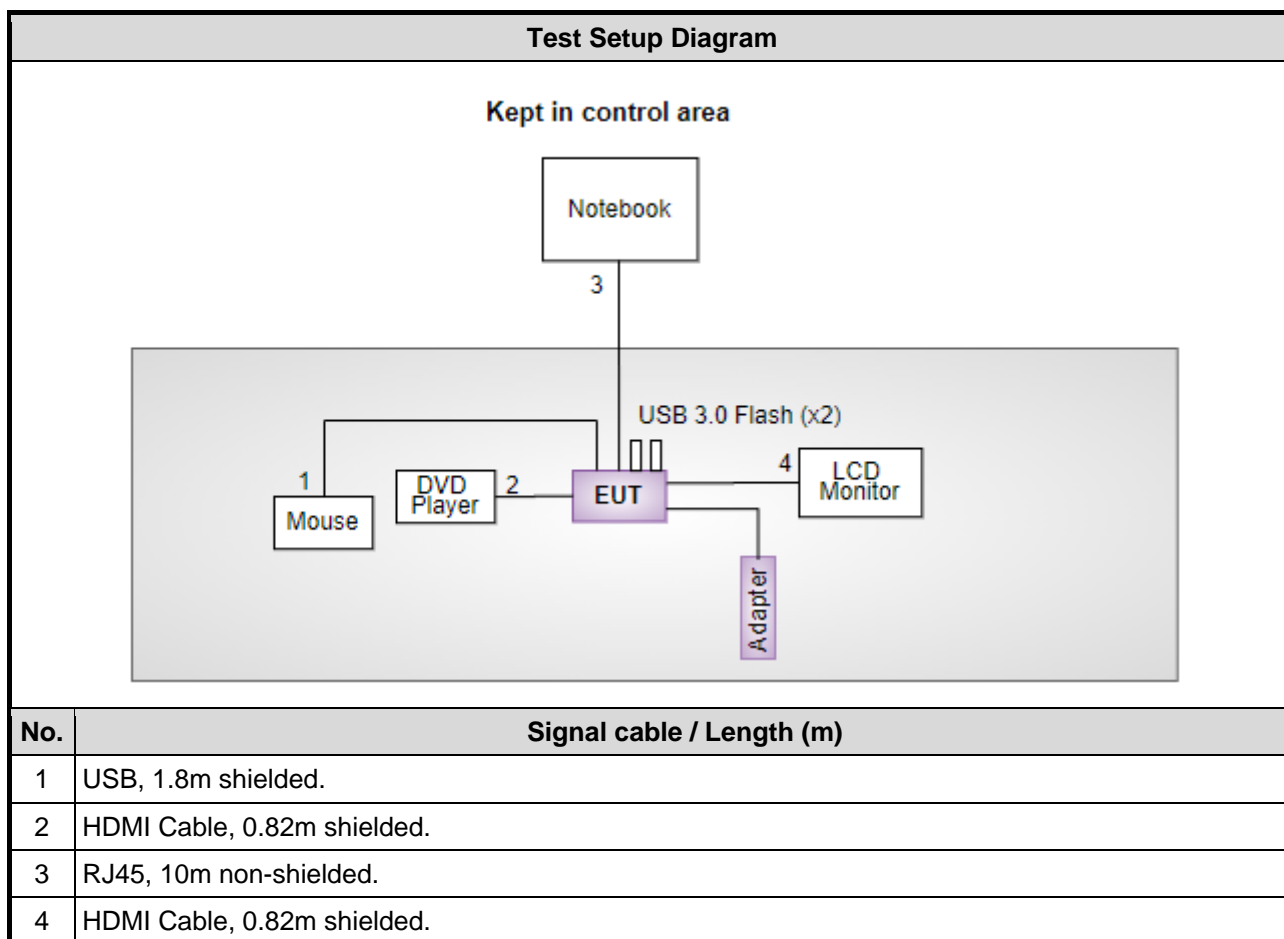 Test Setup Diagram
Kept in control area
Notebook
3
USB 3.0 Flash (x2)
1
Mouse
DVD
Player
2
EUT
4
LCD
Monitor
Adapter
No. Signal cable / Length (m)
1 USB, 1.8m shielded.
2 HDMI Cable, 0.82m shielded.
3 RJ45, 10m non-shielded.
4 HDMI Cable, 0.82m shielded.